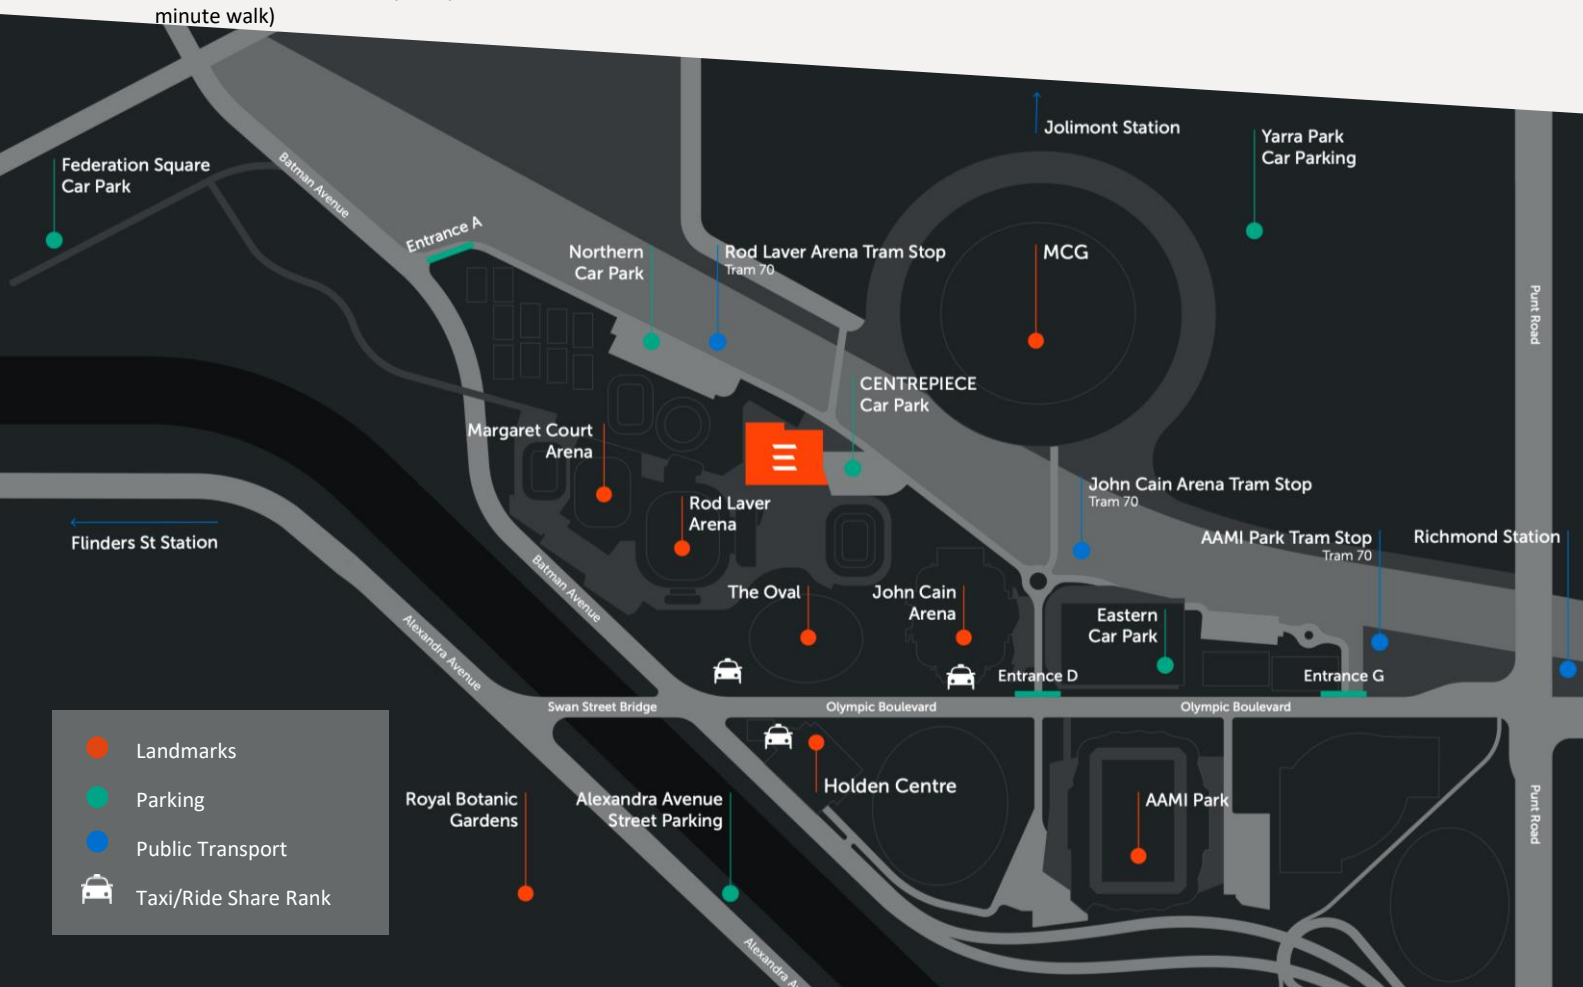 minute walk)
Jolimont Station
Yarra Park
Car Parking
Federation Square
Car Park
Batman Avenue
Entrance A
Northern
Car Park
Rod Laver Arena Tram Stop
Tram 70
MCG
Punt Road
CENTREPIECE
Car Park
Margaret Court
Arena
Rod Laver
Arena
John Cain Arena Tram Stop
Tram 70
AAMI Park Tram Stop
Tram 70
Richmond Station
Flinders St Station
Batman Avenue
The Oval
John Cain
Arena
Eastern
Car Park
Alexandra Avenue
Entrance D
Entrance G
Swan Street Bridge
Olympic Boulevard
Olympic Boulevard
Landmarks
Parking
Public Transport
Taxi/Ride Share Rank
Holden Centre
Royal Botanic
Gardens
Alexandra Avenue
Street Parking
AAMI Park
Punt Road
Alexandra A